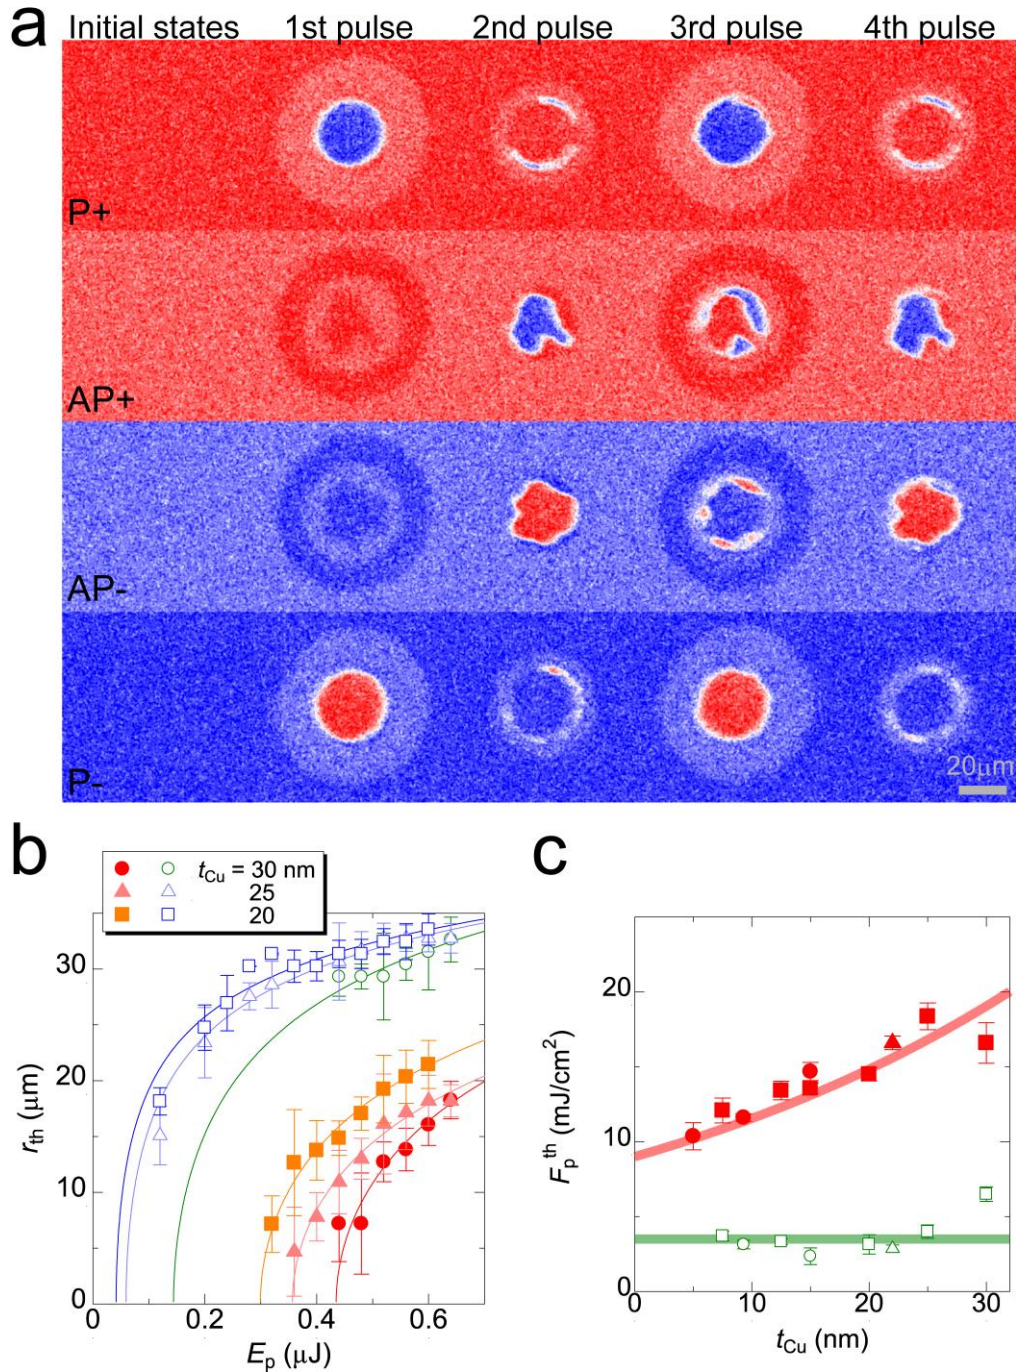 a
Initial states 1st pulse 2nd pulse 3rd pulse 4th pulse
P+
AP+
AP-
P-
20μm
b
t_Cu = 30 nm
25
20
30
20
10
0
r_th (μm)
0 0.2 0.4 0.6
E_p (μJ)
c
20
10
0
F_p^th (mJ/cm²)
0 10 20 30
t_Cu (nm)